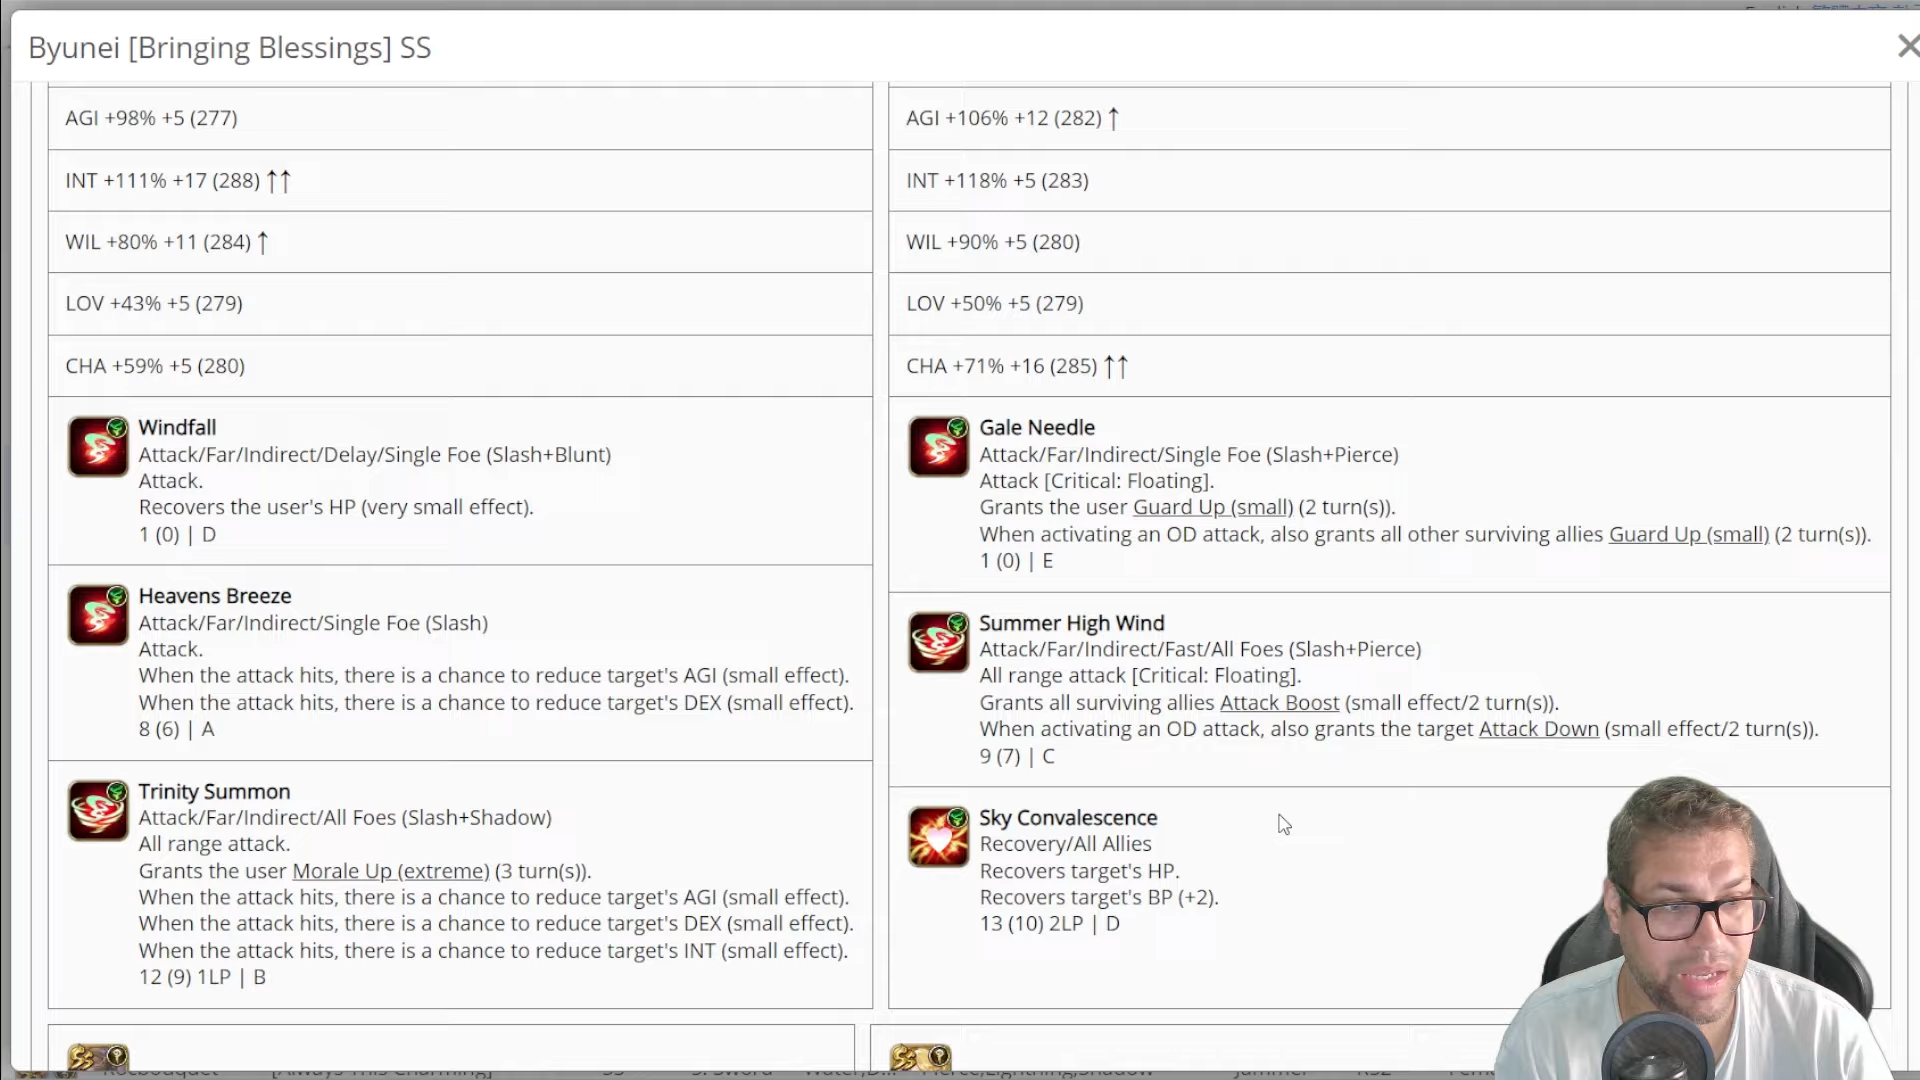 Byunei [Bringing Blessings] SS
AGI +98% +5 (277)
INT +111% +17 (288) ↑↑
WIL +80% +11 (284) ↑
LOV +43% +5 (279)
CHA +59% +5 (280)
Windfall
Attack/Far/Indirect/Delay/Single Foe (Slash+Blunt)
Attack.
Recovers the user's HP (very small effect).
1 (0) | D
Heavens Breeze
Attack/Far/Indirect/Single Foe (Slash)
Attack.
When the attack hits, there is a chance to reduce target's AGI (small effect).
When the attack hits, there is a chance to reduce target's DEX (small effect).
8 (6) | A
Trinity Summon
Attack/Far/Indirect/All Foes (Slash+Shadow)
All range attack.
Grants the user Morale Up (extreme) (3 turn(s)).
When the attack hits, there is a chance to reduce target's AGI (small effect).
When the attack hits, there is a chance to reduce target's DEX (small effect).
When the attack hits, there is a chance to reduce target's INT (small effect).
12 (9) 1LP | B
AGI +106% +12 (282) ↑
INT +118% +5 (283)
WIL +90% +5 (280)
LOV +50% +5 (279)
CHA +71% +16 (285) ↑↑
Gale Needle
Attack/Far/Indirect/Single Foe (Slash+Pierce)
Attack [Critical: Floating].
Grants the user Guard Up (small) (2 turn(s)).
When activating an OD attack, also grants all other surviving allies Guard Up (small) (2 turn(s)).
1 (0) | E
Summer High Wind
Attack/Far/Indirect/Fast/All Foes (Slash+Pierce)
All range attack [Critical: Floating].
Grants all surviving allies Attack Boost (small effect/2 turn(s)).
When activating an OD attack, also grants the target Attack Down (small effect/2 turn(s)).
9 (7) | C
Sky Convalescence
Recovery/All Allies
Recovers target's HP.
Recovers target's BP (+2).
13 (10) 2LP | D
SS
SS